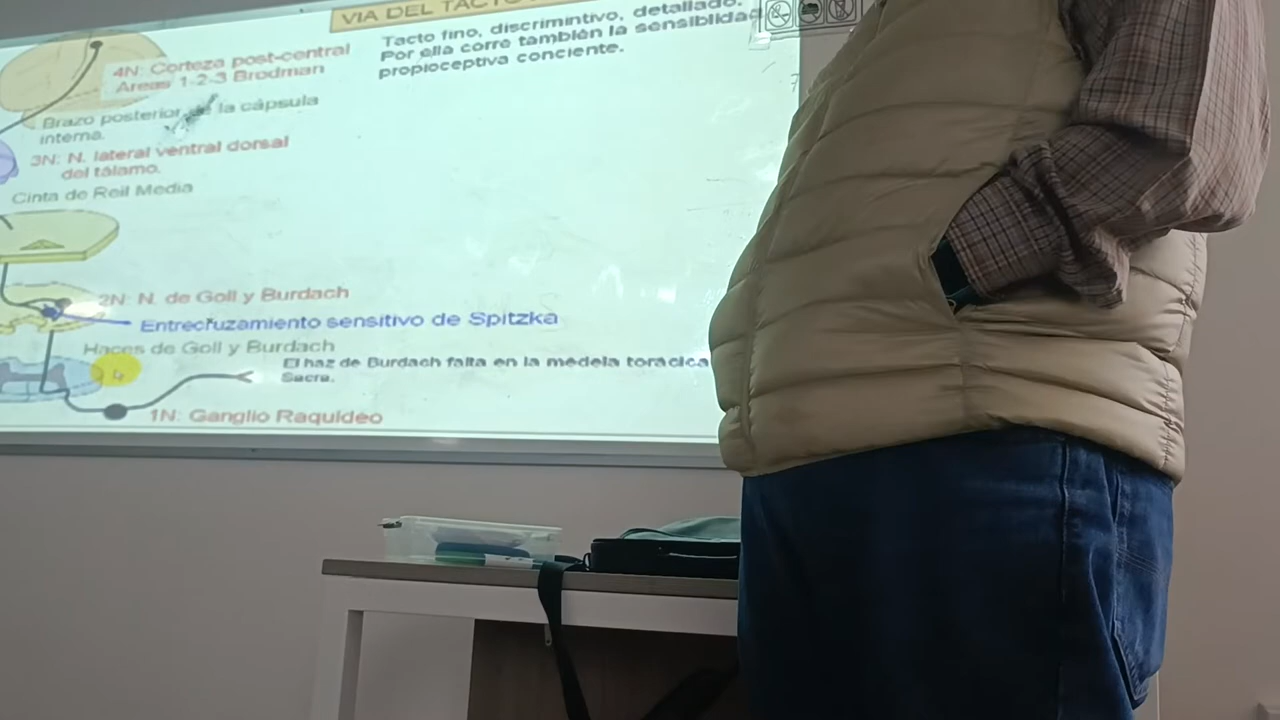 VIA DEL TACTO
Tacto fino, discrimintivo, detallado.
Por ella corre también la sensiblidad
propioceptiva conciente.
4N: Corteza post-central
Areas 1-2-3 Brodman
Brazo posterior de la cápsula
interna.
3N: N. lateral ventral dorsal
del tálamo.
Cinta de Reil Media
2N: N. de Goll y Burdach
Entrecruzamiento sensitivo de Spitzka
Haces de Goll y Burdach
El haz de Burdach falta en la medela toracica
Sacra.
1N: Ganglio Raquideo